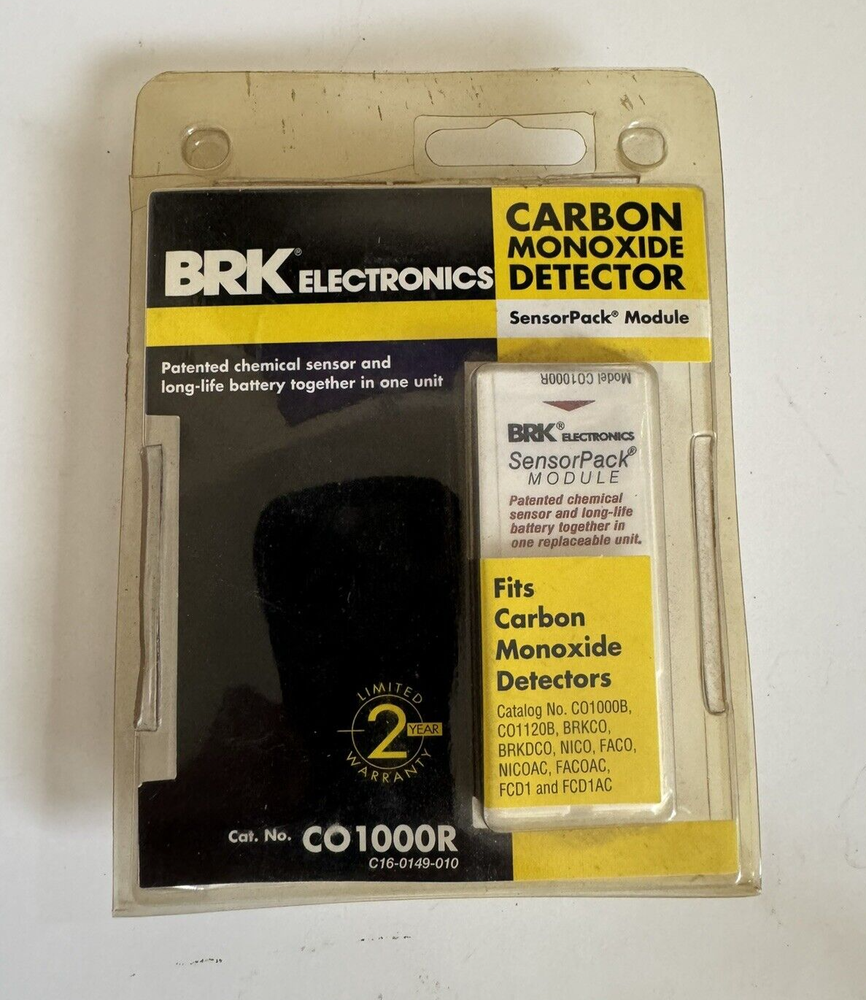 BRK® ELECTRONICS
CARBON
MONOXIDE
DETECTOR
SensorPack® Module
Patented chemical sensor and
long-life battery together in one unit
Model CO1000R
BRK® ELECTRONICS
SensorPack®
MODULE
Patented chemical
sensor and long-life
battery together in
one replaceable unit.
Fits
Carbon
Monoxide
Detectors
Catalog No. CO1000B,
CO1120B, BRKCO,
BRKDCO, NICO, FACO,
NICOAC, FACOAC,
FCD1 and FCD1AC
LIMITED
2 YEAR
WARRANTY
Cat. No. CO1000R
C16-0149-010